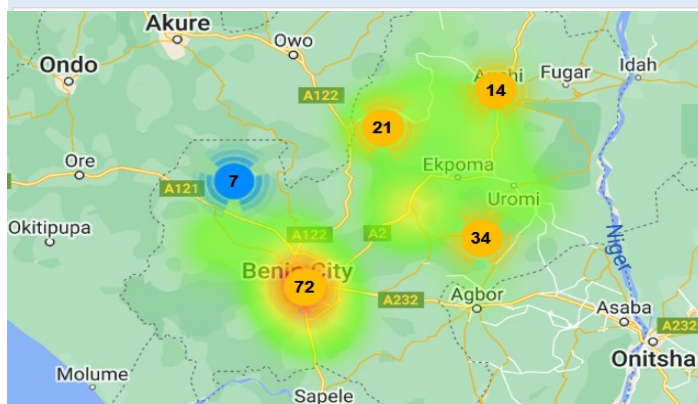 Akure
Owo
Ondo
Idah
Fugar
14
A122
21
Ekpoma
Ore
7
A121
Uromi
Okitipupa
A122
A2
34
Niger
Benin City
72
A232
Agbor
Asaba
A232
Onitsha
Molume
Sapele